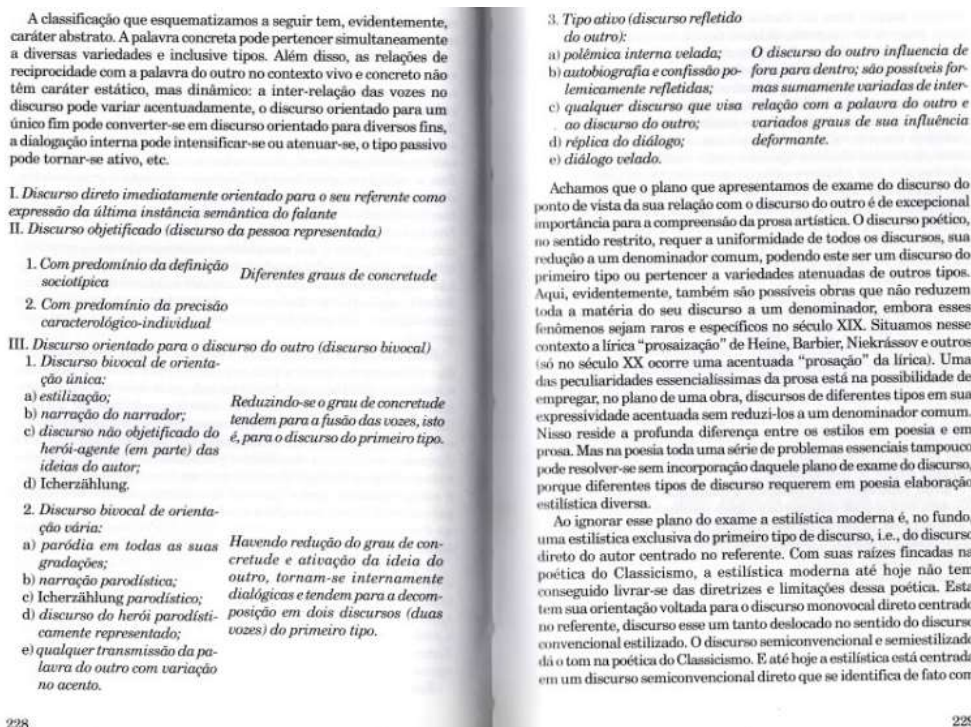 A classificação que esquematizamos a seguir tem, evidentemente,
caráter abstrato. A palavra concreta pode pertencer simultaneamente
a diversas variedades e inclusive tipos. Além disso, as relações de
reciprocidade com a palavra do outro no contexto vivo e concreto não
têm caráter estático, mas dinâmico: a inter-relação das vozes no
discurso pode variar acentuadamente, o discurso orientado para um
único fim pode converter-se em discurso orientado para diversos fins,
a dialogação interna pode intensificar-se ou atenuar-se, o tipo passivo
pode tornar-se ativo, etc.
I. Discurso direto imediatamente orientado para o seu referente como
expressão da última instância semântica do falante
II. Discurso objetificado (discurso da pessoa representada)
1. Com predomínio da definição
sociotípica
Diferentes graus de concretude
2. Com predomínio da precisão
caracterológico-individual
III. Discurso orientado para o discurso do outro (discurso bivocal)
1. Discurso bivocal de orienta-
ção única:
a) estilização;
b) narração do narrador;
c) discurso não objetificado do
herói-agente (em parte) das
ideias do autor;
d) Icherzählung.
Reduzindo-se o grau de concretude
tendem para a fusão das vozes, isto
é, para o discurso do primeiro tipo.
2. Discurso bivocal de orienta-
ção vária:
a) paródia em todas as suas
gradações;
b) narração parodística;
c) Icherzählung parodístico;
d) discurso do herói parodísti-
camente representado;
e) qualquer transmissão da pa-
lavra do outro com variação
no acento.
Havendo redução do grau de con-
cretude e ativação da ideia do
outro, tornam-se internamente
dialógicas e tendem para a decom-
posição em dois discursos (duas
vozes) do primeiro tipo.
228
3. Tipo ativo (discurso refletido
do outro):
a) polêmica interna velada;
b) autobiografia e confissão po-
lemicamente refletidas;
c) qualquer discurso que visa
ao discurso do outro;
d) réplica do diálogo;
e) diálogo velado.
O discurso do outro influencia de
fora para dentro; são possíveis for-
mas sumamente variadas de inter-
relação com a palavra do outro e
variados graus de sua influência
deformante.
Achamos que o plano que apresentamos de exame do discurso do
ponto de vista da sua relação com o discurso do outro é de excepcional
importância para a compreensão da prosa artística. O discurso poético,
no sentido restrito, requer a uniformidade de todos os discursos, sua
redução a um denominador comum, podendo este ser um discurso do
primeiro tipo ou pertencer a variedades atenuadas de outros tipos.
Aqui, evidentemente, também são possíveis obras que não reduzem
toda a matéria do seu discurso a um denominador, embora esses
fenômenos sejam raros e específicos no século XIX. Situamos nesse
contexto a lírica "prosaização" de Heine, Barbier, Niekrássov e outros
(só no século XX ocorre uma acentuada "prosação" da lírica). Uma
das peculiaridades essencialíssimas da prosa está na possibilidade de
empregar, no plano de uma obra, discursos de diferentes tipos em sua
expressividade acentuada sem reduzi-los a um denominador comum.
Nisso reside a profunda diferença entre os estilos em poesia e em
prosa. Mas na poesia toda uma série de problemas essenciais tampouco
pode resolver-se sem incorporação daquele plano de exame do discurso,
porque diferentes tipos de discurso requerem em poesia elaboração
estilística diversa.
Ao ignorar esse plano do exame a estilística moderna é, no fundo,
uma estilística exclusiva do primeiro tipo de discurso, i.e., do discurso
direto do autor centrado no referente. Com suas raízes fincadas na
poética do Classicismo, a estilística moderna até hoje não tem
conseguido livrar-se das diretrizes e limitações dessa poética. Esta
tem sua orientação voltada para o discurso monovocal direto centrado
no referente, discurso esse um tanto deslocado no sentido do discurso
convencional estilizado. O discurso semiconvencional e semiestilizado
dá o tom na poética do Classicismo. E até hoje a estilística está centrada
em um discurso semiconvencional direto que se identifica de fato com
229